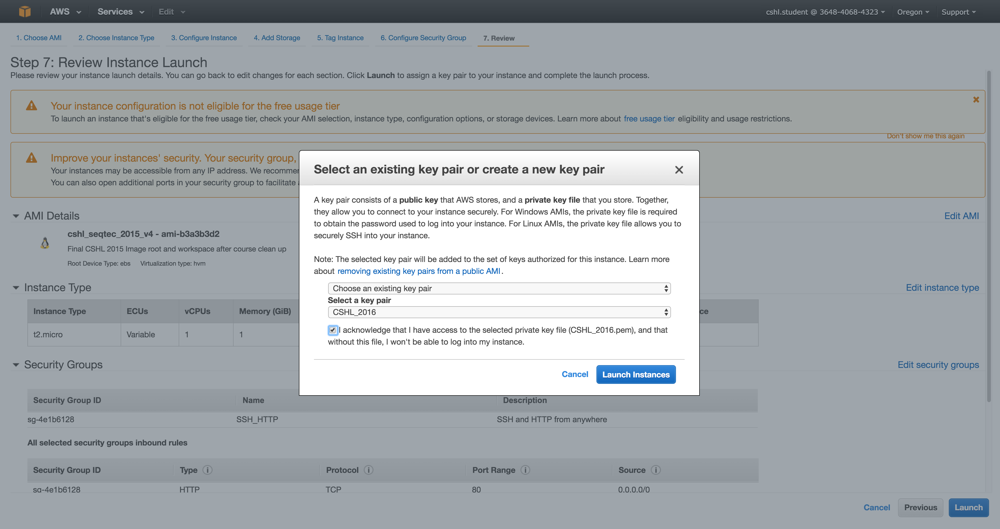 AWS Services Edit cshl.student @ 3648-4068-4323 Oregon Support
1. Choose AMI 2. Choose Instance Type 3. Configure Instance 4. Add Storage 5. Tag Instance 6. Configure Security Group 7. Review
Step 7: Review Instance Launch
Please review your instance launch details. You can go back to edit changes for each section. Click Launch to assign a key pair to your instance and complete the launch process.
Your instance configuration is not eligible for the free usage tier
To launch an instance that's eligible for the free usage tier, check your AMI selection, instance type, configuration options, or storage devices. Learn more about free usage tier eligibility and usage restrictions.
Don't show me this again
Improve your instances' security. Your security group,
Your instances may be accessible from any IP address. We
You can also open additional ports in your security group to facilitate
AMI Details Edit AMI
cshl_seqtec_2015_v4 - ami-b3a3b3d2
Final CSHL 2015 Image root and workspace after course clean up
Root Device Type: ebs Virtualization type: hvm
Instance Type Edit instance type
Instance Type ECUs vCPUs Memory (GiB)
t2.micro Variable 1 1
Security Groups Edit security groups
Security Group ID Name Description
sg-4e1b6128 SSH_HTTP SSH and HTTP from anywhere
All selected security groups inbound rules
Security Group ID Type Protocol Port Range Source
sg-4e1b6128 HTTP TCP 80 0.0.0.0/0
Cancel Previous Launch
Select an existing key pair or create a new key pair
A key pair consists of a public key that AWS stores, and a private key file that you store. Together,
they allow you to connect to your instance securely. For Windows AMIs, the private key file is required
to obtain the password used to log into your instance. For Linux AMIs, the private key file allows you to
securely SSH into your instance.
Note: The selected key pair will be added to the set of keys authorized for this instance. Learn more
about removing existing key pairs from a public AMI.
Choose an existing key pair
Select a key pair
CSHL_2016
I acknowledge that I have access to the selected private key file (CSHL_2016.pem), and that
without this file, I won't be able to log into my instance.
Cancel Launch Instances